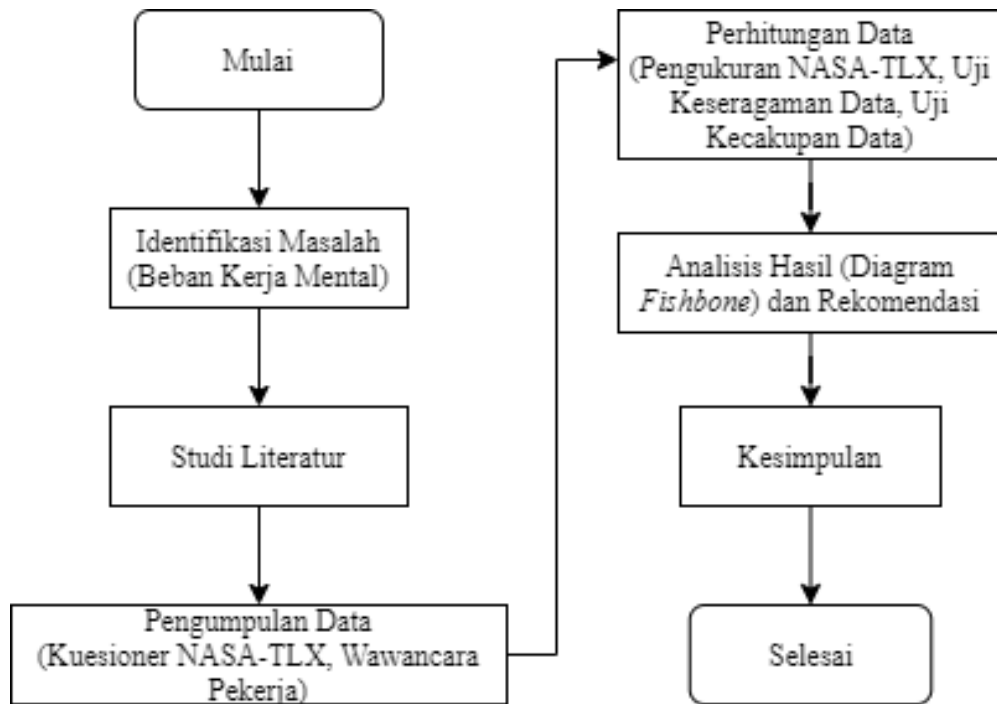 Mulai
Identifikasi Masalah
(Beban Kerja Mental)
Studi Literatur
Pengumpulan Data
(Kuesioner NASA-TLX, Wawancara
Pekerja)
Perhitungan Data
(Pengukuran NASA-TLX, Uji
Keseragaman Data, Uji
Kecakupan Data)
Analisis Hasil (Diagram
Fishbone) dan Rekomendasi
Kesimpulan
Selesai